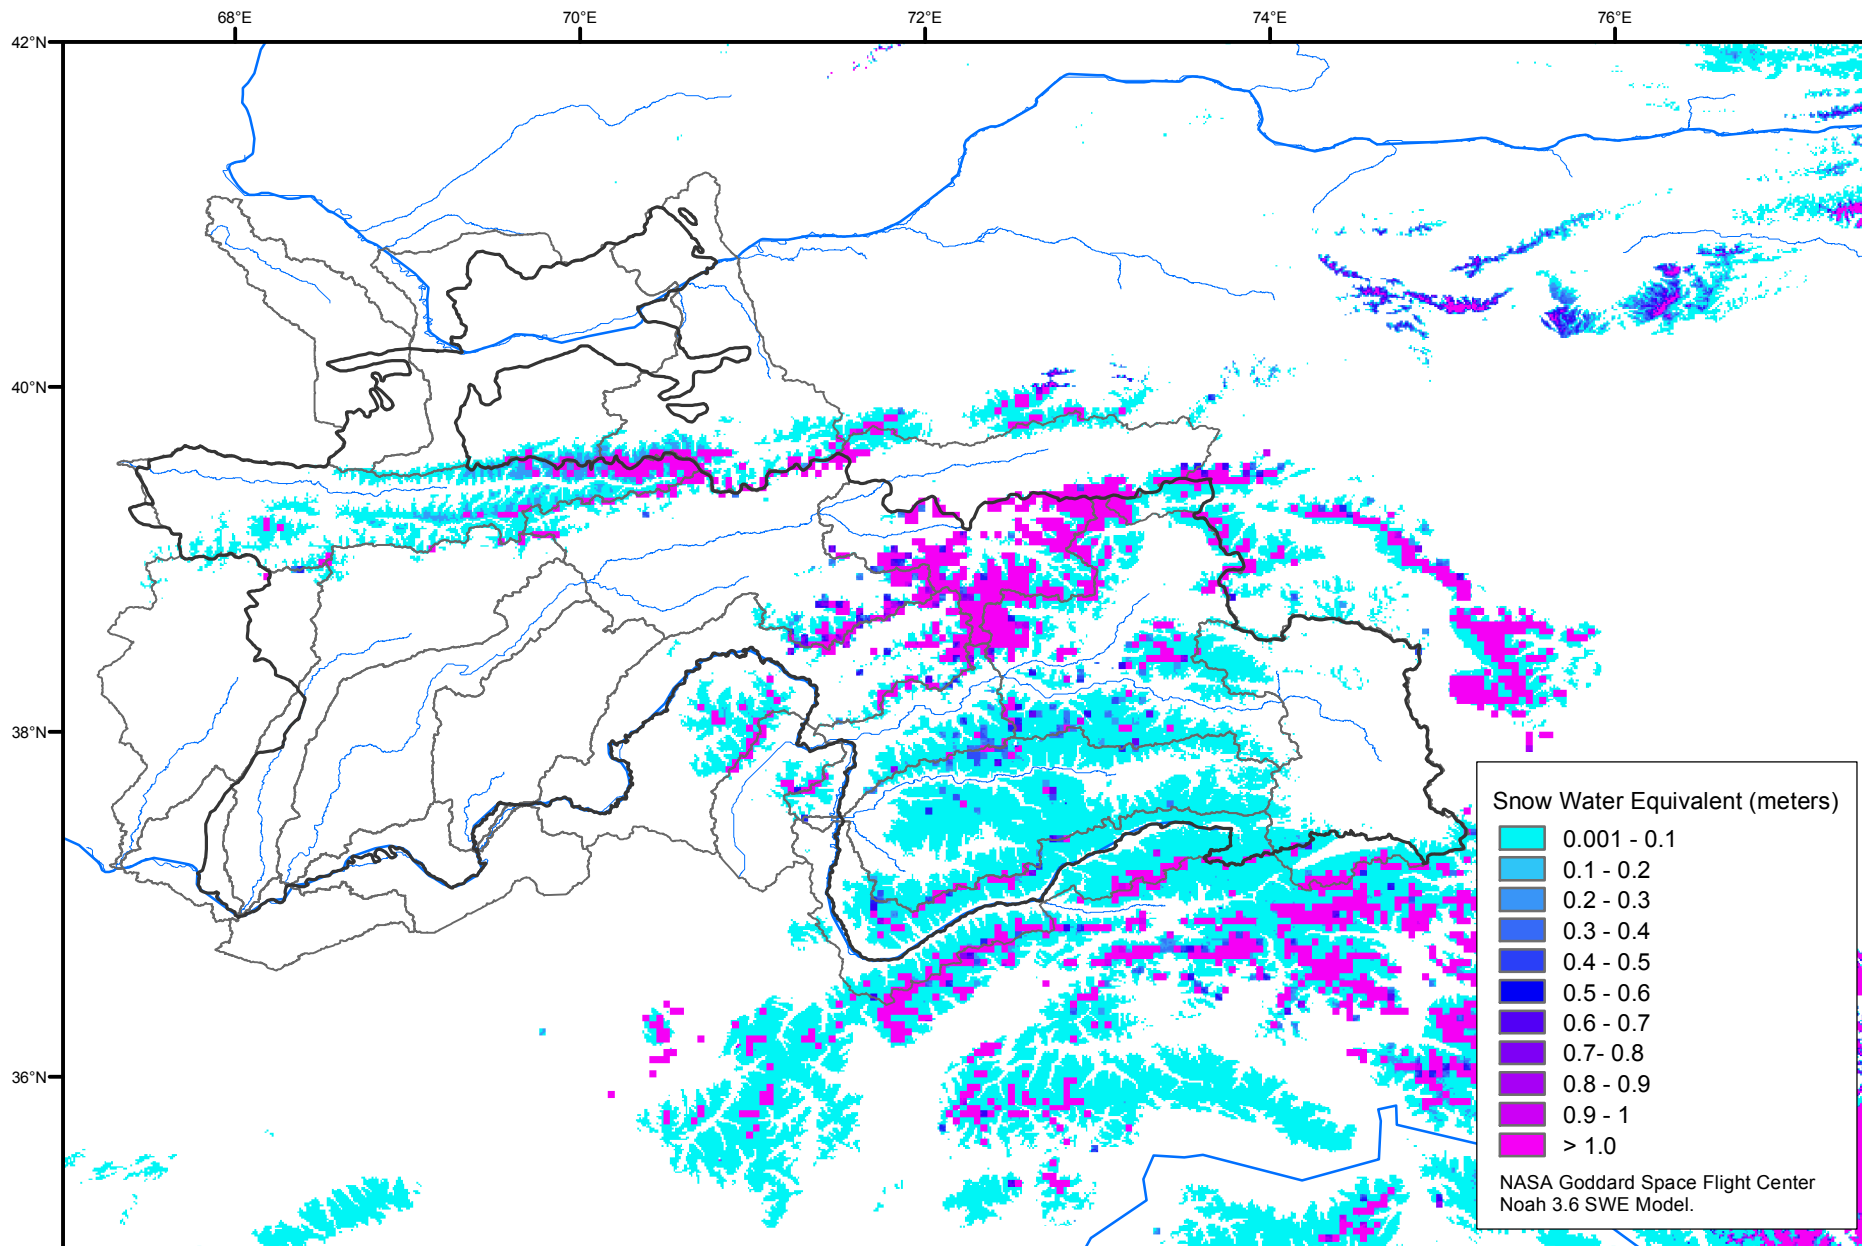 68°E
70°E
72°E
74°E
76°E
42°N
40°N
38°N
36°N
Snow Water Equivalent (meters)
0.001 - 0.1
0.1 - 0.2
0.2 - 0.3
0.3 - 0.4
0.4 - 0.5
0.5 - 0.6
0.6 - 0.7
0.7- 0.8
0.8 - 0.9
0.9 - 1
> 1.0
NASA Goddard Space Flight Center
Noah 3.6 SWE Model.